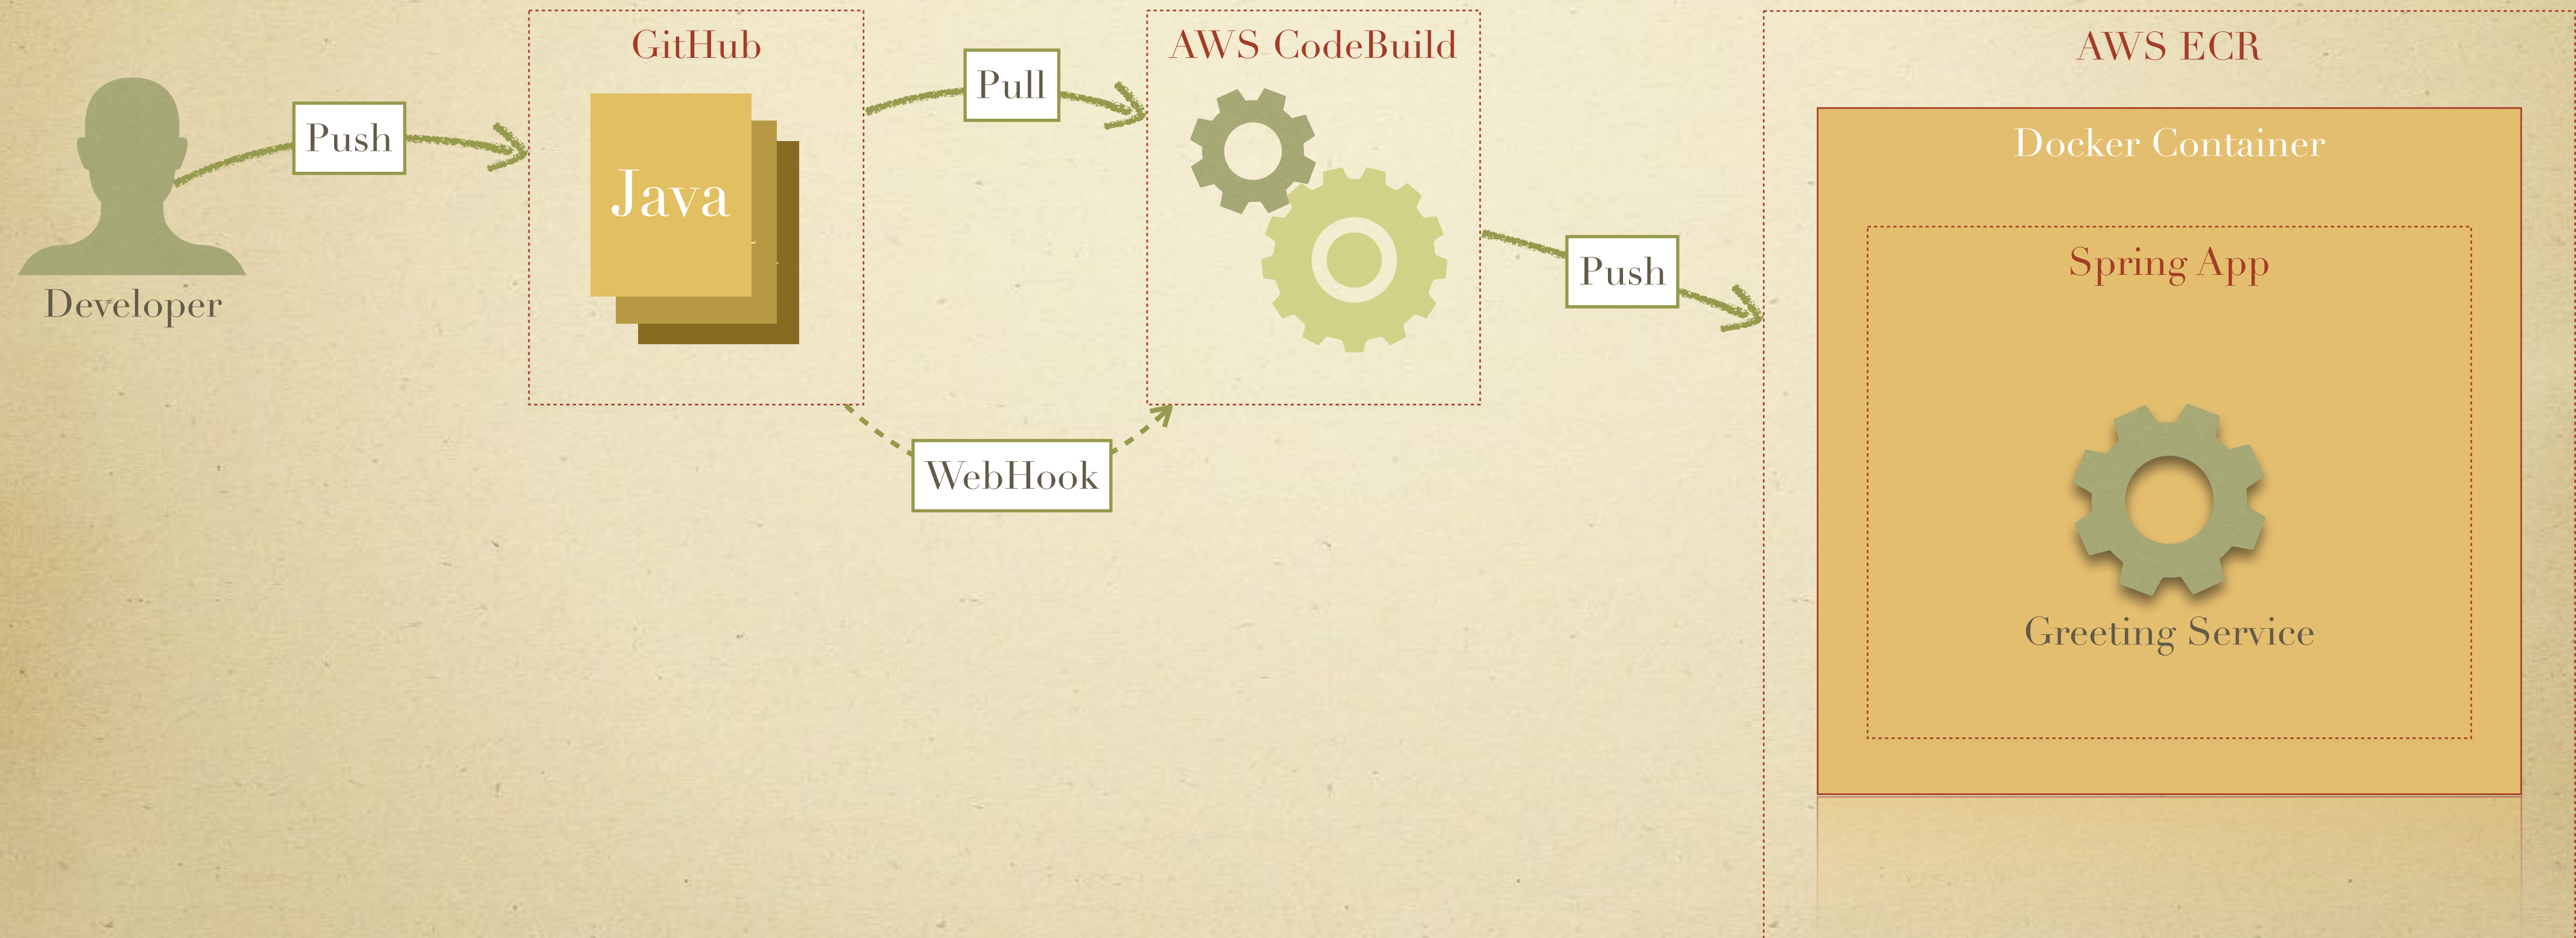 GitHub
AWS CodeBuild
AWS ECR
Pull
Push
Docker Container
Java
Push
Spring App
Developer
WebHook
Greeting Service